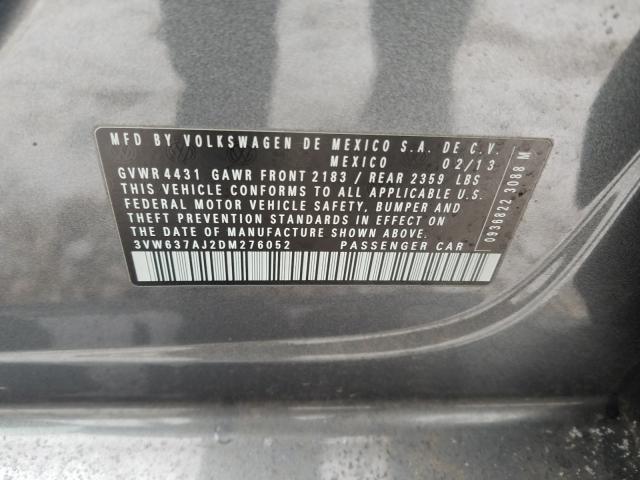 MFD BY VOLKSWAGEN DE MEXICO S.A. DE C.V.
MEXICO 02/13
GVWR 4431 GAWR FRONT 2183 / REAR 2359 LBS
THIS VEHICLE CONFORMS TO ALL APPLICABLE U.S.
FEDERAL MOTOR VEHICLE SAFETY, BUMPER AND
THEFT PREVENTION STANDARDS IN EFFECT ON
THE DATE OF MANUFACTURE SHOWN ABOVE.
3VW637AJ2DM276052 PASSENGER CAR
0936822 3088 M